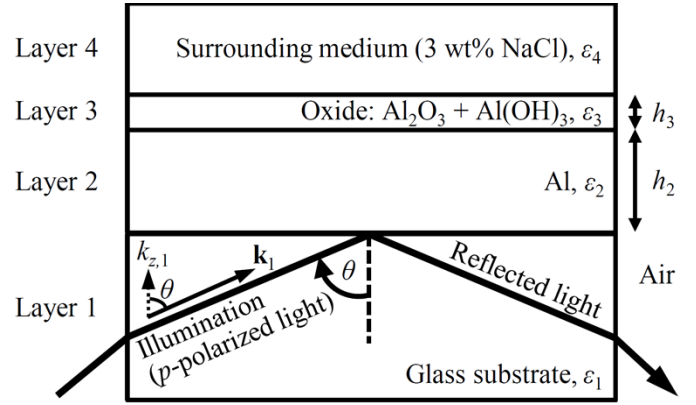 Layer 4
Surrounding medium (3 wt% NaCl), ε₄
Layer 3
Oxide: Al₂O₃ + Al(OH)₃, ε₃
h₃
Layer 2
Al, ε₂
h₂
k_z,1
k₁
θ
θ
Layer 1
Illumination
(p-polarized light)
Reflected light
Air
Glass substrate, ε₁